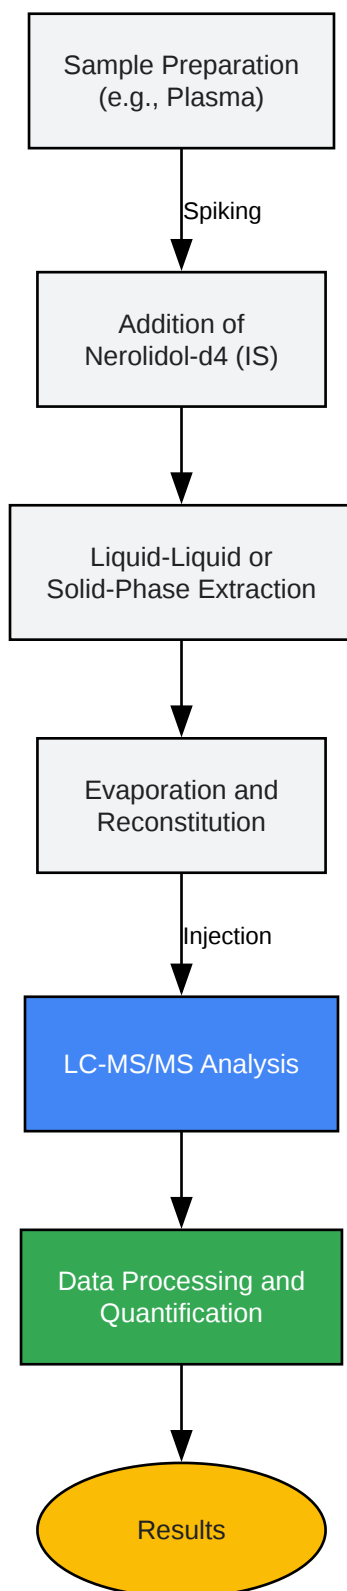 Sample Preparation
(e.g., Plasma)
Spiking
Addition of
Nerolidol-d4 (IS)
Liquid-Liquid or
Solid-Phase Extraction
Evaporation and
Reconstitution
Injection
LC-MS/MS Analysis
Data Processing and
Quantification
Results